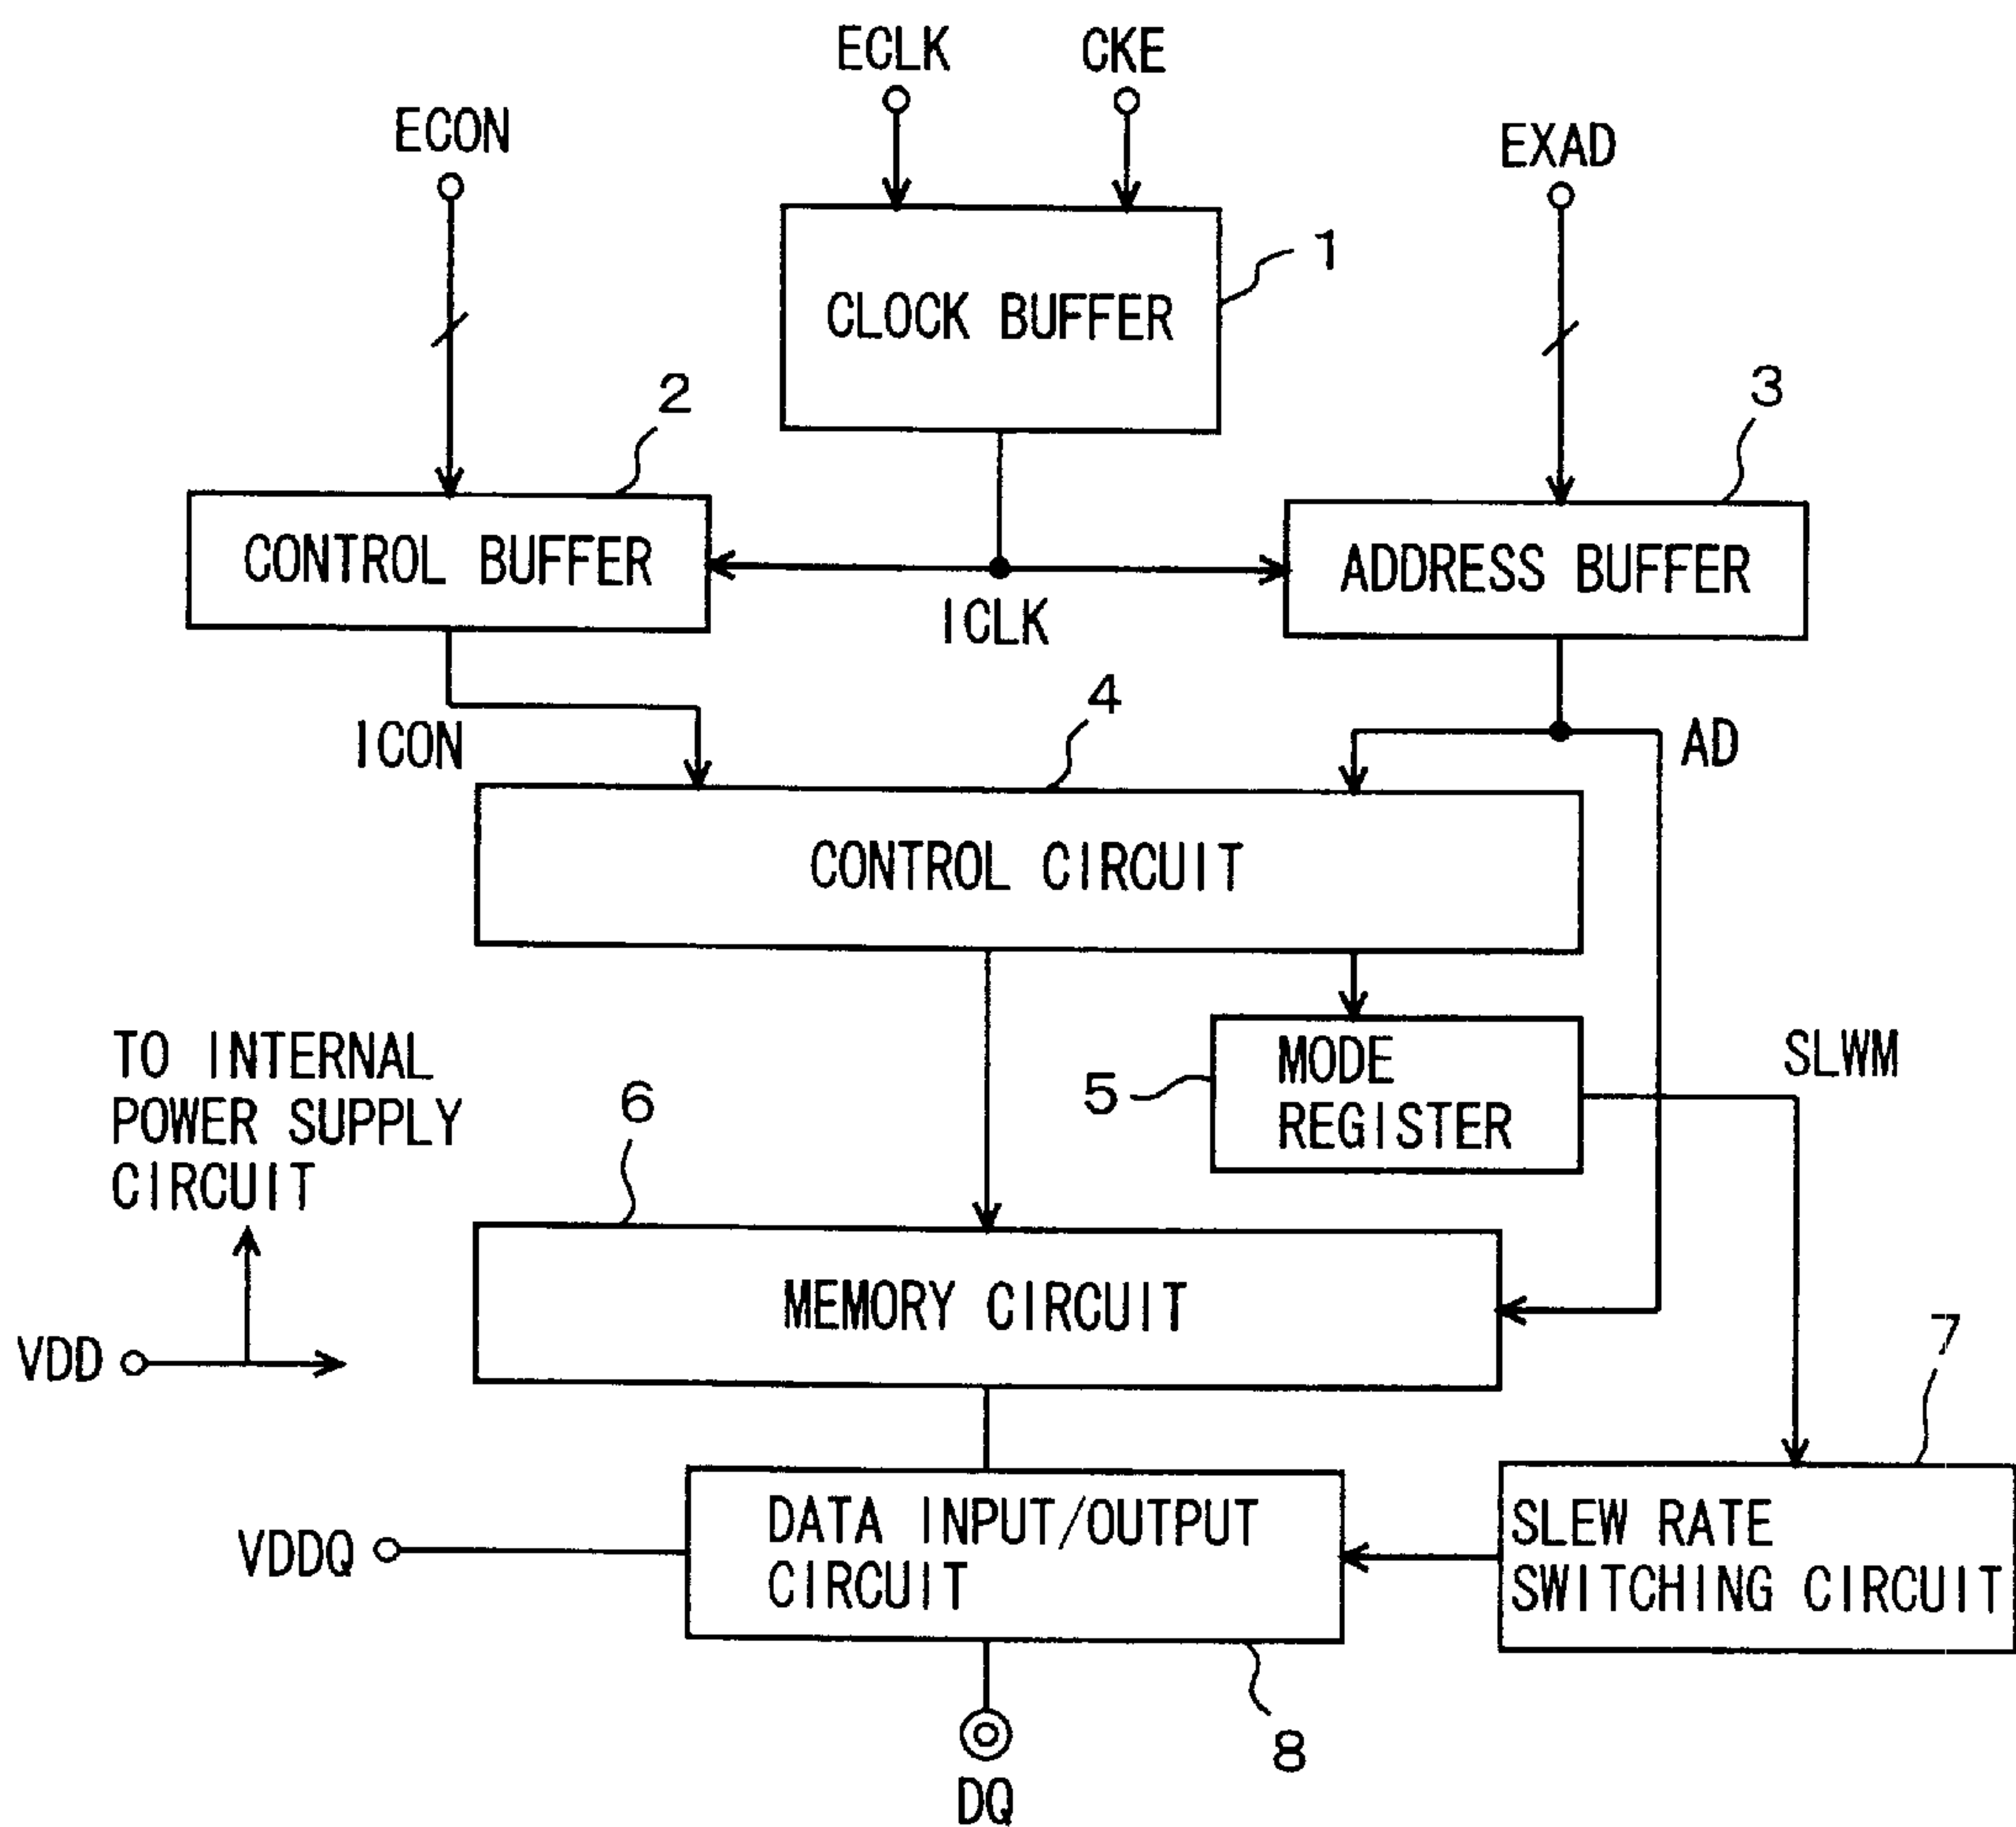 ECLK
CKE
ECON
EXAD
1
CLOCK BUFFER
2
3
CONTROL BUFFER
ADDRESS BUFFER
ICLK
4
ICON
AD
CONTROL CIRCUIT
TO INTERNAL
POWER SUPPLY
CIRCUIT
MODE
REGISTER
SLWM
5
6
MEMORY CIRCUIT
7
VDD
DATA INPUT/OUTPUT
CIRCUIT
SLEW RATE
SWITCHING CIRCUIT
VDDQ
8
DQ